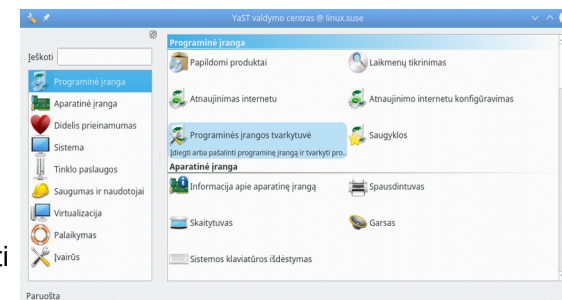 YaST valdymo centras @ linux.suse
Ieškoti
Programinė įranga
Aparatinė įranga
Didelis prieinamumas
Sistema
Tinklo paslaugos
Saugumas ir naudotojai
Virtualizacija
Palaikymas
Įvairūs
Programinė įranga
Papildomi produktai
Laikmenų tikrinimas
Atnaujinimas internetu
Atnaujinimo internetu konfigūravimas
Programinės įrangos tvarkytuvė
Saugyklos
Įdiegti arba pašalinti programinę įrangą ir tvarkyti pro..
Aparatinė įranga
Informacija apie aparatinę įrangą
Spausdintuvas
Skaitytuvas
Garsas
Sistemos klaviatūros išdėstymas
Paruošta